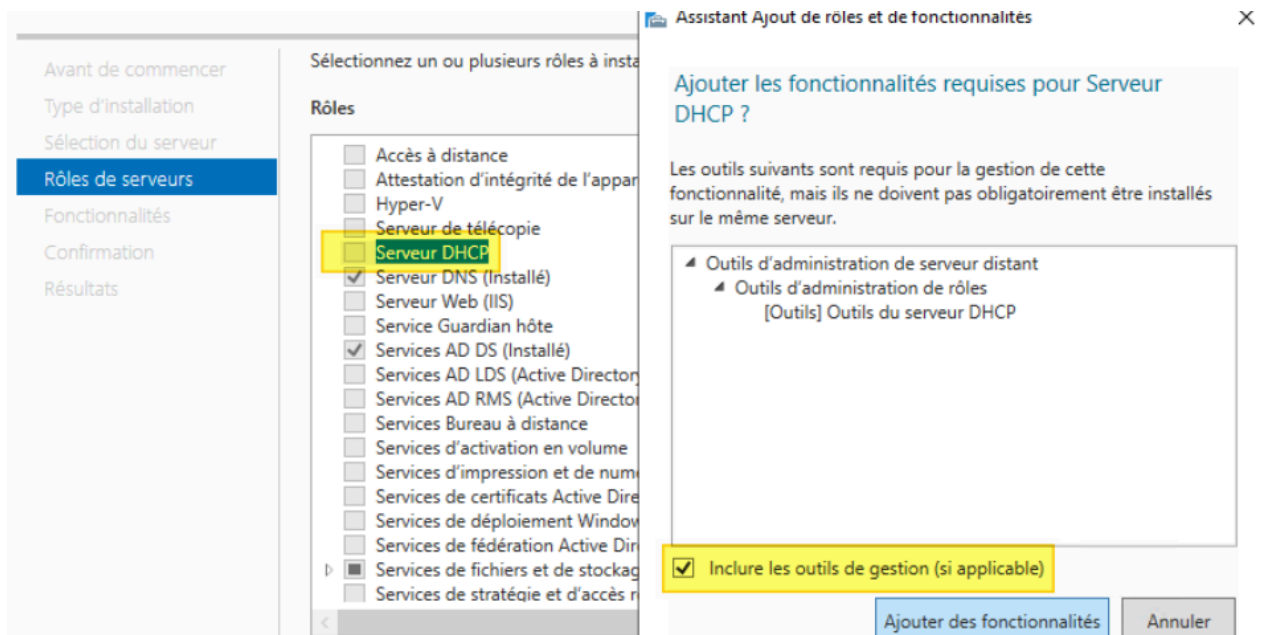 Avant de commencer
Type d'installation
Sélection du serveur
Rôles de serveurs
Fonctionnalités
Confirmation
Résultats
Sélectionnez un ou plusieurs rôles à insta
Rôles
Accès à distance
Attestation d'intégrité de l'appar
Hyper-V
Serveur de télécopie
Serveur DHCP
Serveur DNS (Installé)
Serveur Web (IIS)
Service Guardian hôte
Services AD DS (Installé)
Services AD LDS (Active Directory
Services AD RMS (Active Director
Services Bureau à distance
Services d'activation en volume
Services d'impression et de numé
Services de certificats Active Dire
Services de déploiement Window
Services de fédération Active Dir
Services de fichiers et de stockag
Services de stratégie et d'accès r
Assistant Ajout de rôles et de fonctionnalités
Ajouter les fonctionnalités requises pour Serveur
DHCP ?
Les outils suivants sont requis pour la gestion de cette
fonctionnalité, mais ils ne doivent pas obligatoirement être installés
sur le même serveur.
Outils d'administration de serveur distant
Outils d'administration de rôles
[Outils] Outils du serveur DHCP
Inclure les outils de gestion (si applicable)
Ajouter des fonctionnalités
Annuler